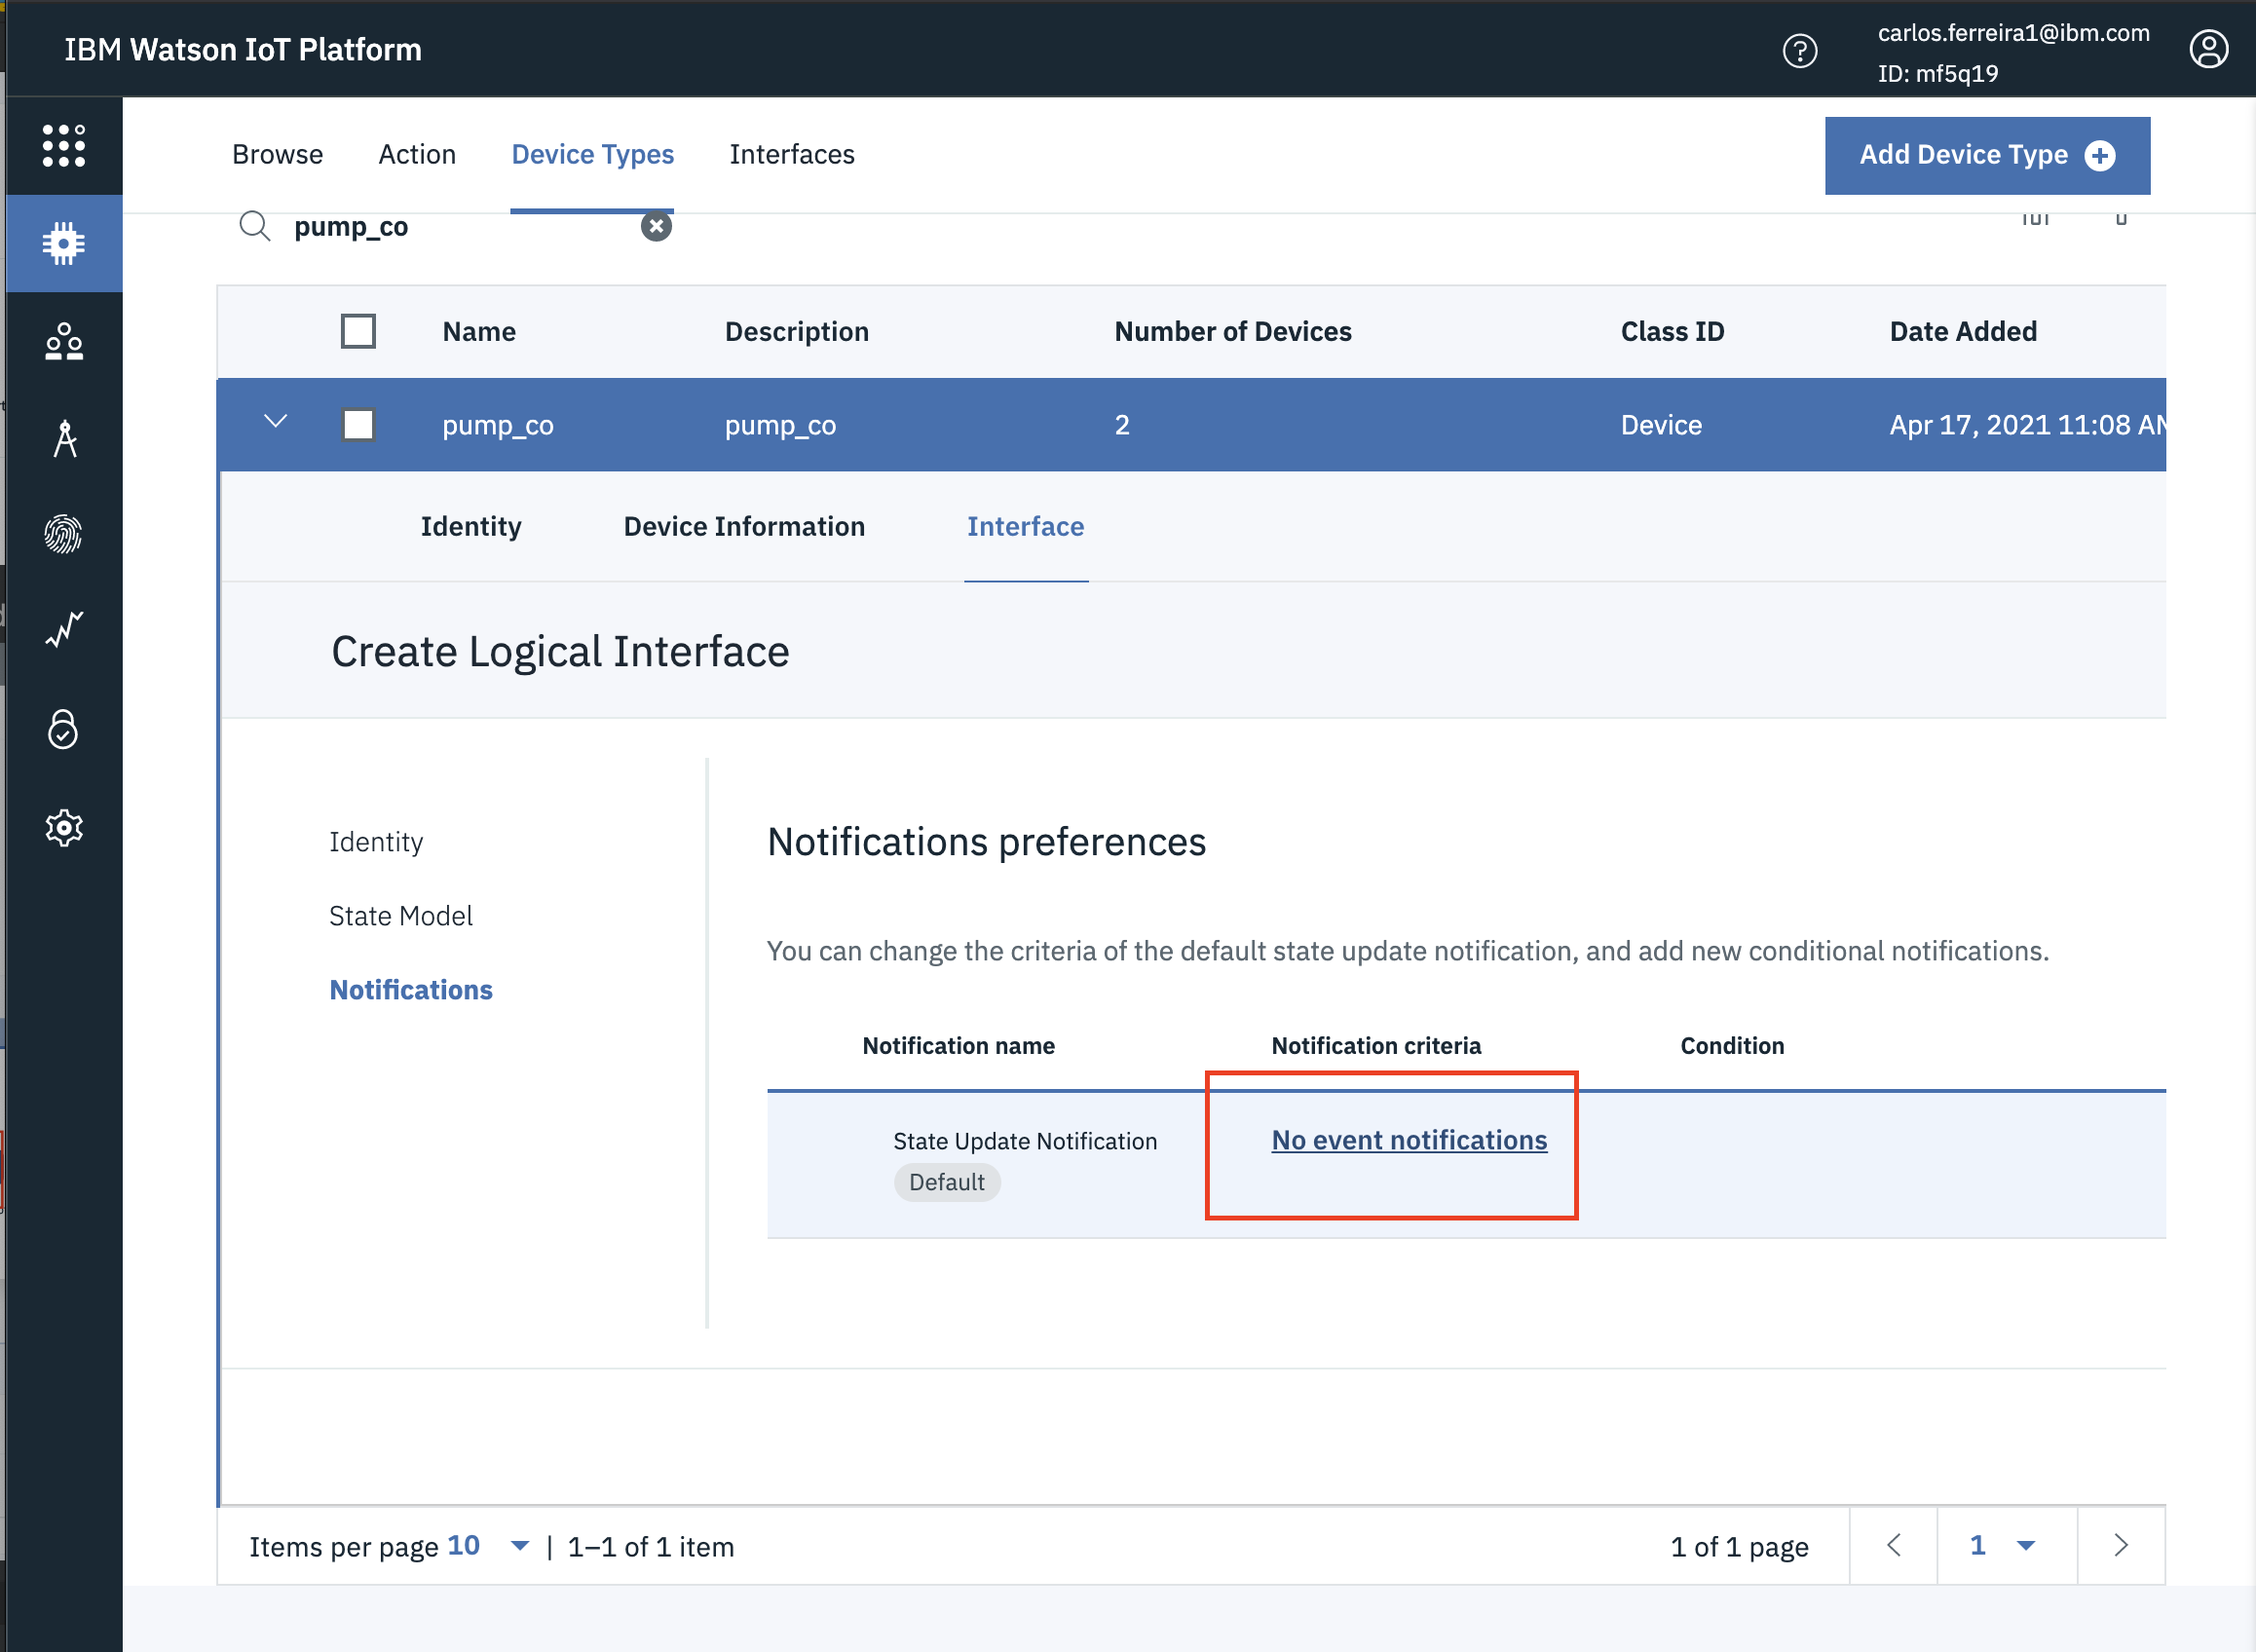 IBM Watson IoT Platform
carlos.ferreira1@ibm.com
ID: mf5q19
Browse Action Device Types Interfaces
Add Device Type
pump_co
Name Description Number of Devices Class ID Date Added
pump_co pump_co 2 Device Apr 17, 2021 11:08 AM
Identity Device Information Interface
Create Logical Interface
Identity
State Model
Notifications
Notifications preferences
You can change the criteria of the default state update notification, and add new conditional notifications.
Notification name Notification criteria Condition
State Update Notification No event notifications
Default
Items per page 10 | 1–1 of 1 item 1 of 1 page 1